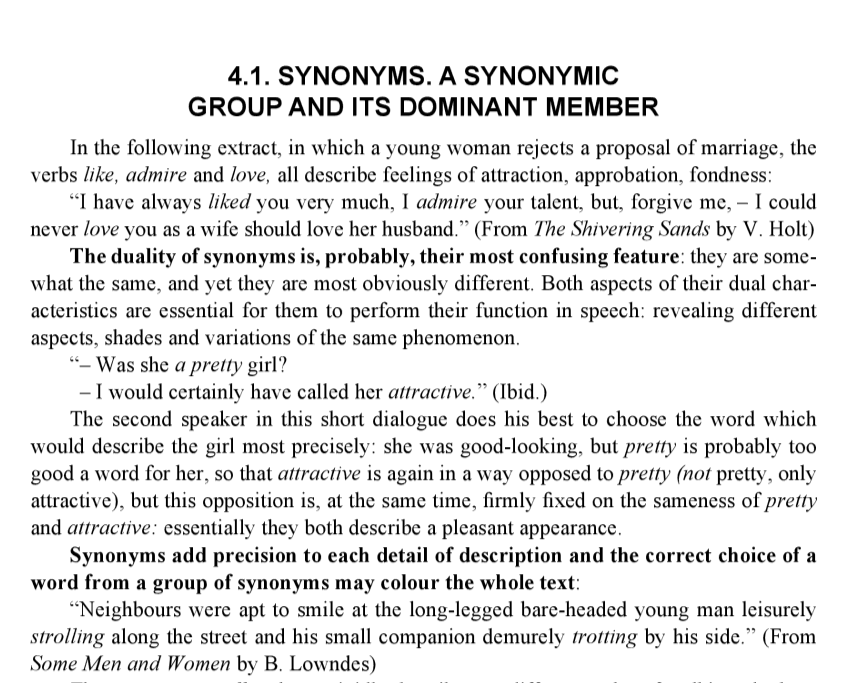 4.1. SYNONYMS. A SYNONYMIC
GROUP AND ITS DOMINANT MEMBER
In the following extract, in which a young woman rejects a proposal of marriage, the
verbs like, admire and love, all describe feelings of attraction, approbation, fondness:
“I have always liked you very much, I admire your talent, but, forgive me, – I could
never love you as a wife should love her husband.” (From The Shivering Sands by V. Holt)
The duality of synonyms is, probably, their most confusing feature: they are some-
what the same, and yet they are most obviously different. Both aspects of their dual char-
acteristics are essential for them to perform their function in speech: revealing different
aspects, shades and variations of the same phenomenon.
“– Was she a pretty girl?
– I would certainly have called her attractive.” (Ibid.)
The second speaker in this short dialogue does his best to choose the word which
would describe the girl most precisely: she was good-looking, but pretty is probably too
good a word for her, so that attractive is again in a way opposed to pretty (not pretty, only
attractive), but this opposition is, at the same time, firmly fixed on the sameness of pretty
and attractive: essentially they both describe a pleasant appearance.
Synonyms add precision to each detail of description and the correct choice of a
word from a group of synonyms may colour the whole text:
“Neighbours were apt to smile at the long-legged bare-headed young man leisurely
strolling along the street and his small companion demurely trotting by his side.” (From
Some Men and Women by B. Lowndes)